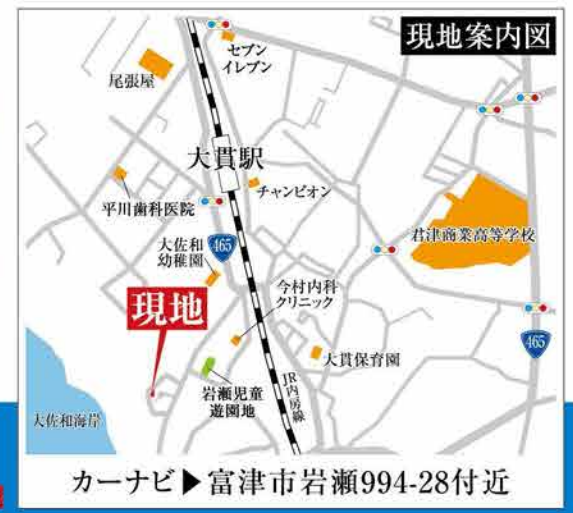 現地案内図
セブン
イレブン
尾張屋
大貫駅
チャンピオン
平川歯科医院
君津商業高等学校
大佐和
幼稚園
465
今村内科
クリニック
現地
465
大貫保育園
岩瀬児童
遊園地
JR内房線
大佐和海岸
カーナビ▶富津市岩瀬994-28付近